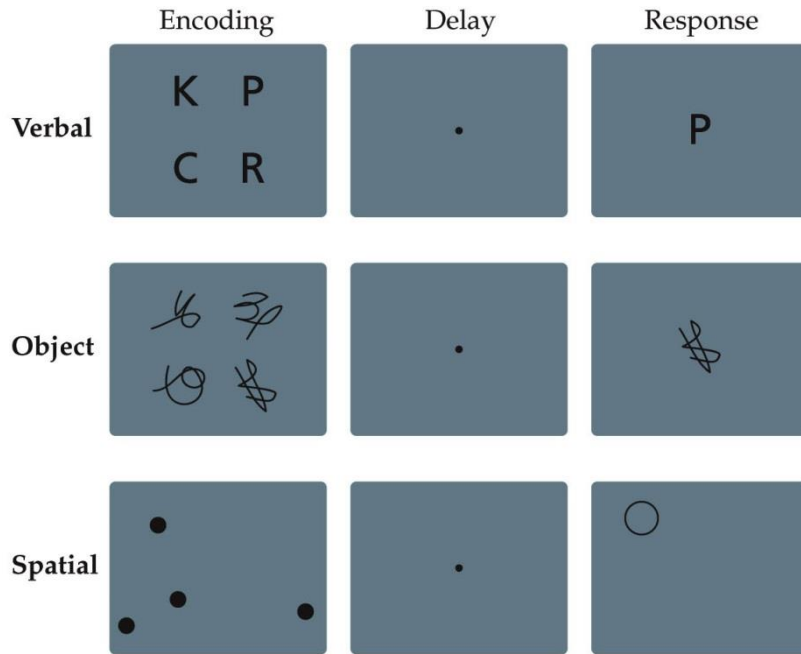 Encoding Delay Response
Verbal
K P
C R
P
Object
Spatial